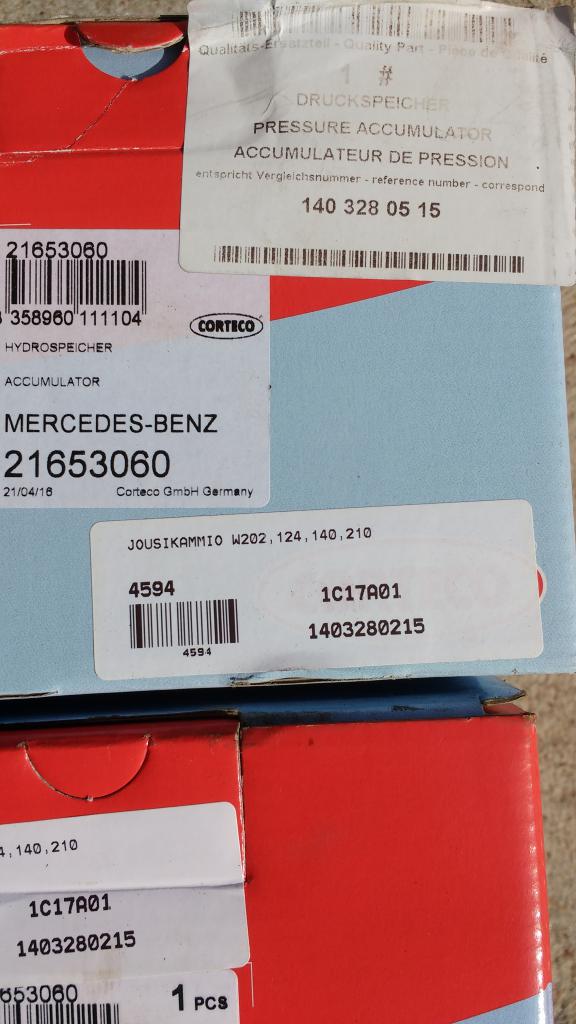 Qualitäts-Ersatzteil - Quality Part - Pièce de Qualité
1 #
DRUCKSPEICHER
PRESSURE ACCUMULATOR
ACCUMULATEUR DE PRESSION
entspricht Vergleichsnummer - reference number - correspond
140 328 05 15
21653060
358960 111104
CORTECO
HYDROSPEICHER
ACCUMULATOR
MERCEDES-BENZ
21653060
21/04/16 Corteco GmbH Germany
JOUSIKAMMIO W202,124,140,210
4594 1C17A01
1403280215
4594
4,140,210
1C17A01
1403280215
653060 1 PCS